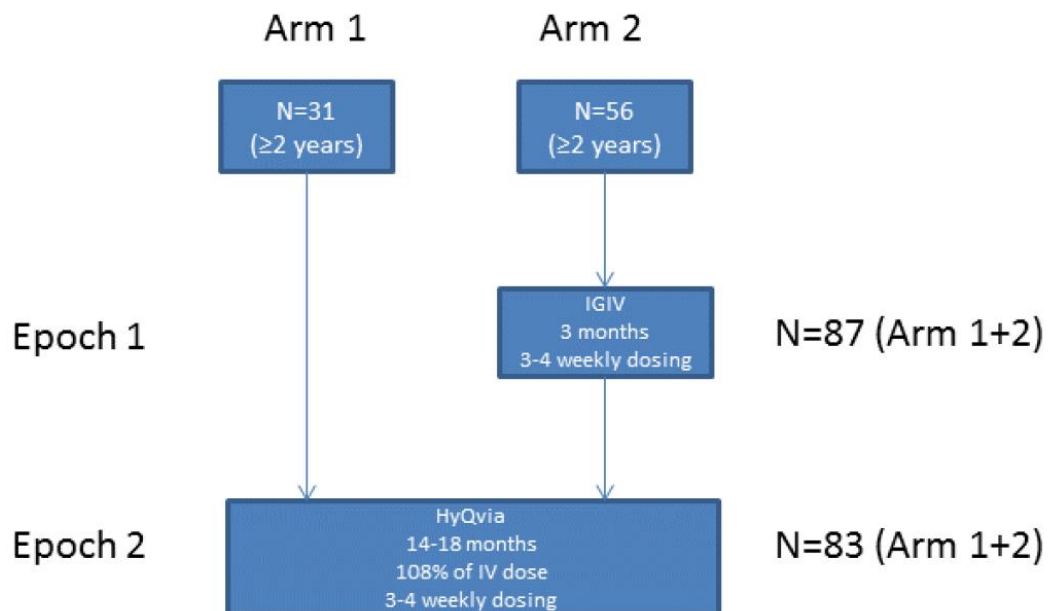 Arm 1
Arm 2
N=31
(≥2 years)
N=56
(≥2 years)
Epoch 1
IGIV
3 months
3-4 weekly dosing
N=87 (Arm 1+2)
Epoch 2
HyQvia
14-18 months
108% of IV dose
3-4 weekly dosing
N=83 (Arm 1+2)